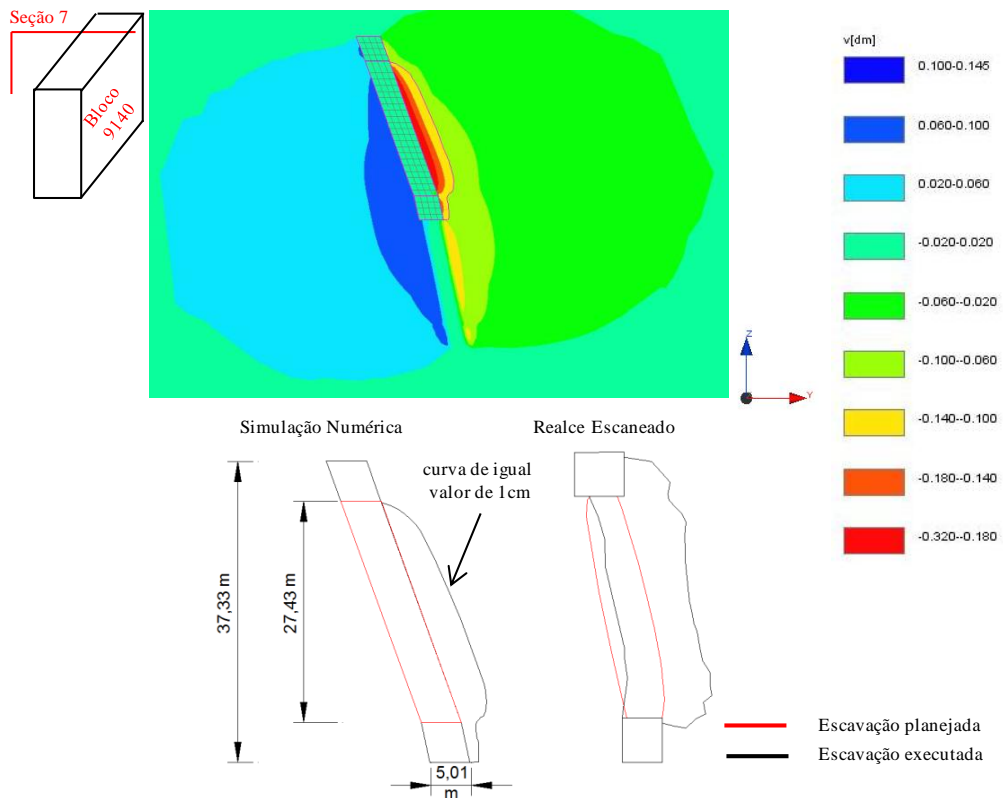 Seção 7
Bloco
9140
v[dm]
0.100-0.145
0.060-0.100
0.020-0.060
-0.020-0.020
-0.060--0.020
-0.100--0.060
-0.140--0.100
-0.180--0.140
-0.320--0.180
Z
Y
Simulação Numérica
Realce Escaneado
curva de igual
valor de 1cm
37,33 m
27,43 m
5,01
m
Escavação planejada
Escavação executada